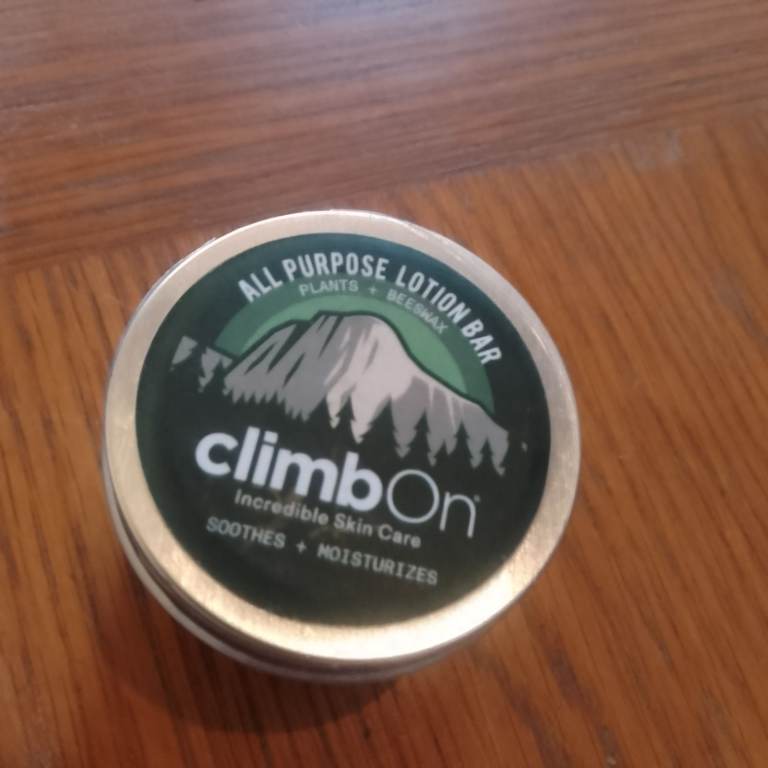 ALL PURPOSE LOTION BAR
PLANTS + BEESWAX
climbOn
Incredible Skin Care
SOOTHES + MOISTURIZES